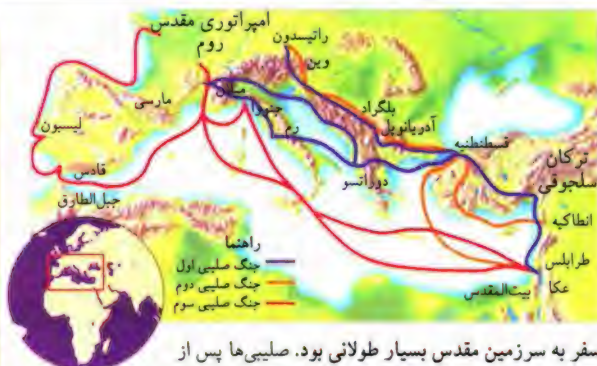 امپراتوری مقدس
روم
راتیسدون
وین
میلان
جنورا
مارسی
بلگراد
آدریانوپل
قسطنطنیه
لیسبون
رم
ترکان
سلجوقی
قادس
دوراتسو
جبل‌الطارق
انطاکیه
طرابلس
عکا
بیت‌المقدس
راهنما
جنگ صلیبی اول
جنگ صلیبی دوم
جنگ صلیبی سوم
سفر به سرزمین مقدس بسیار طولانی بود. صلیبی‌ها پس از